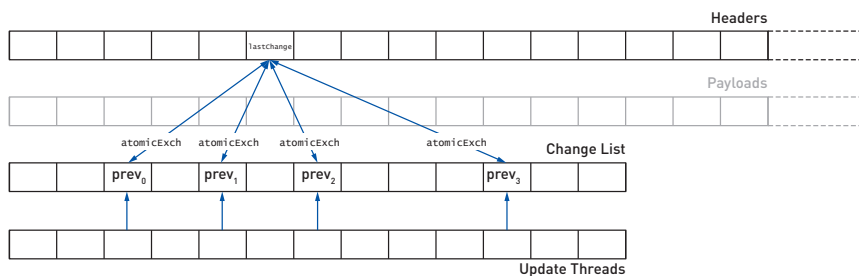 Headers
lastChange
Payloads
atomicExch atomicExch atomicExch atomicExch
Change List
prev₀ prev₁ prev₂ prev₃
Update Threads